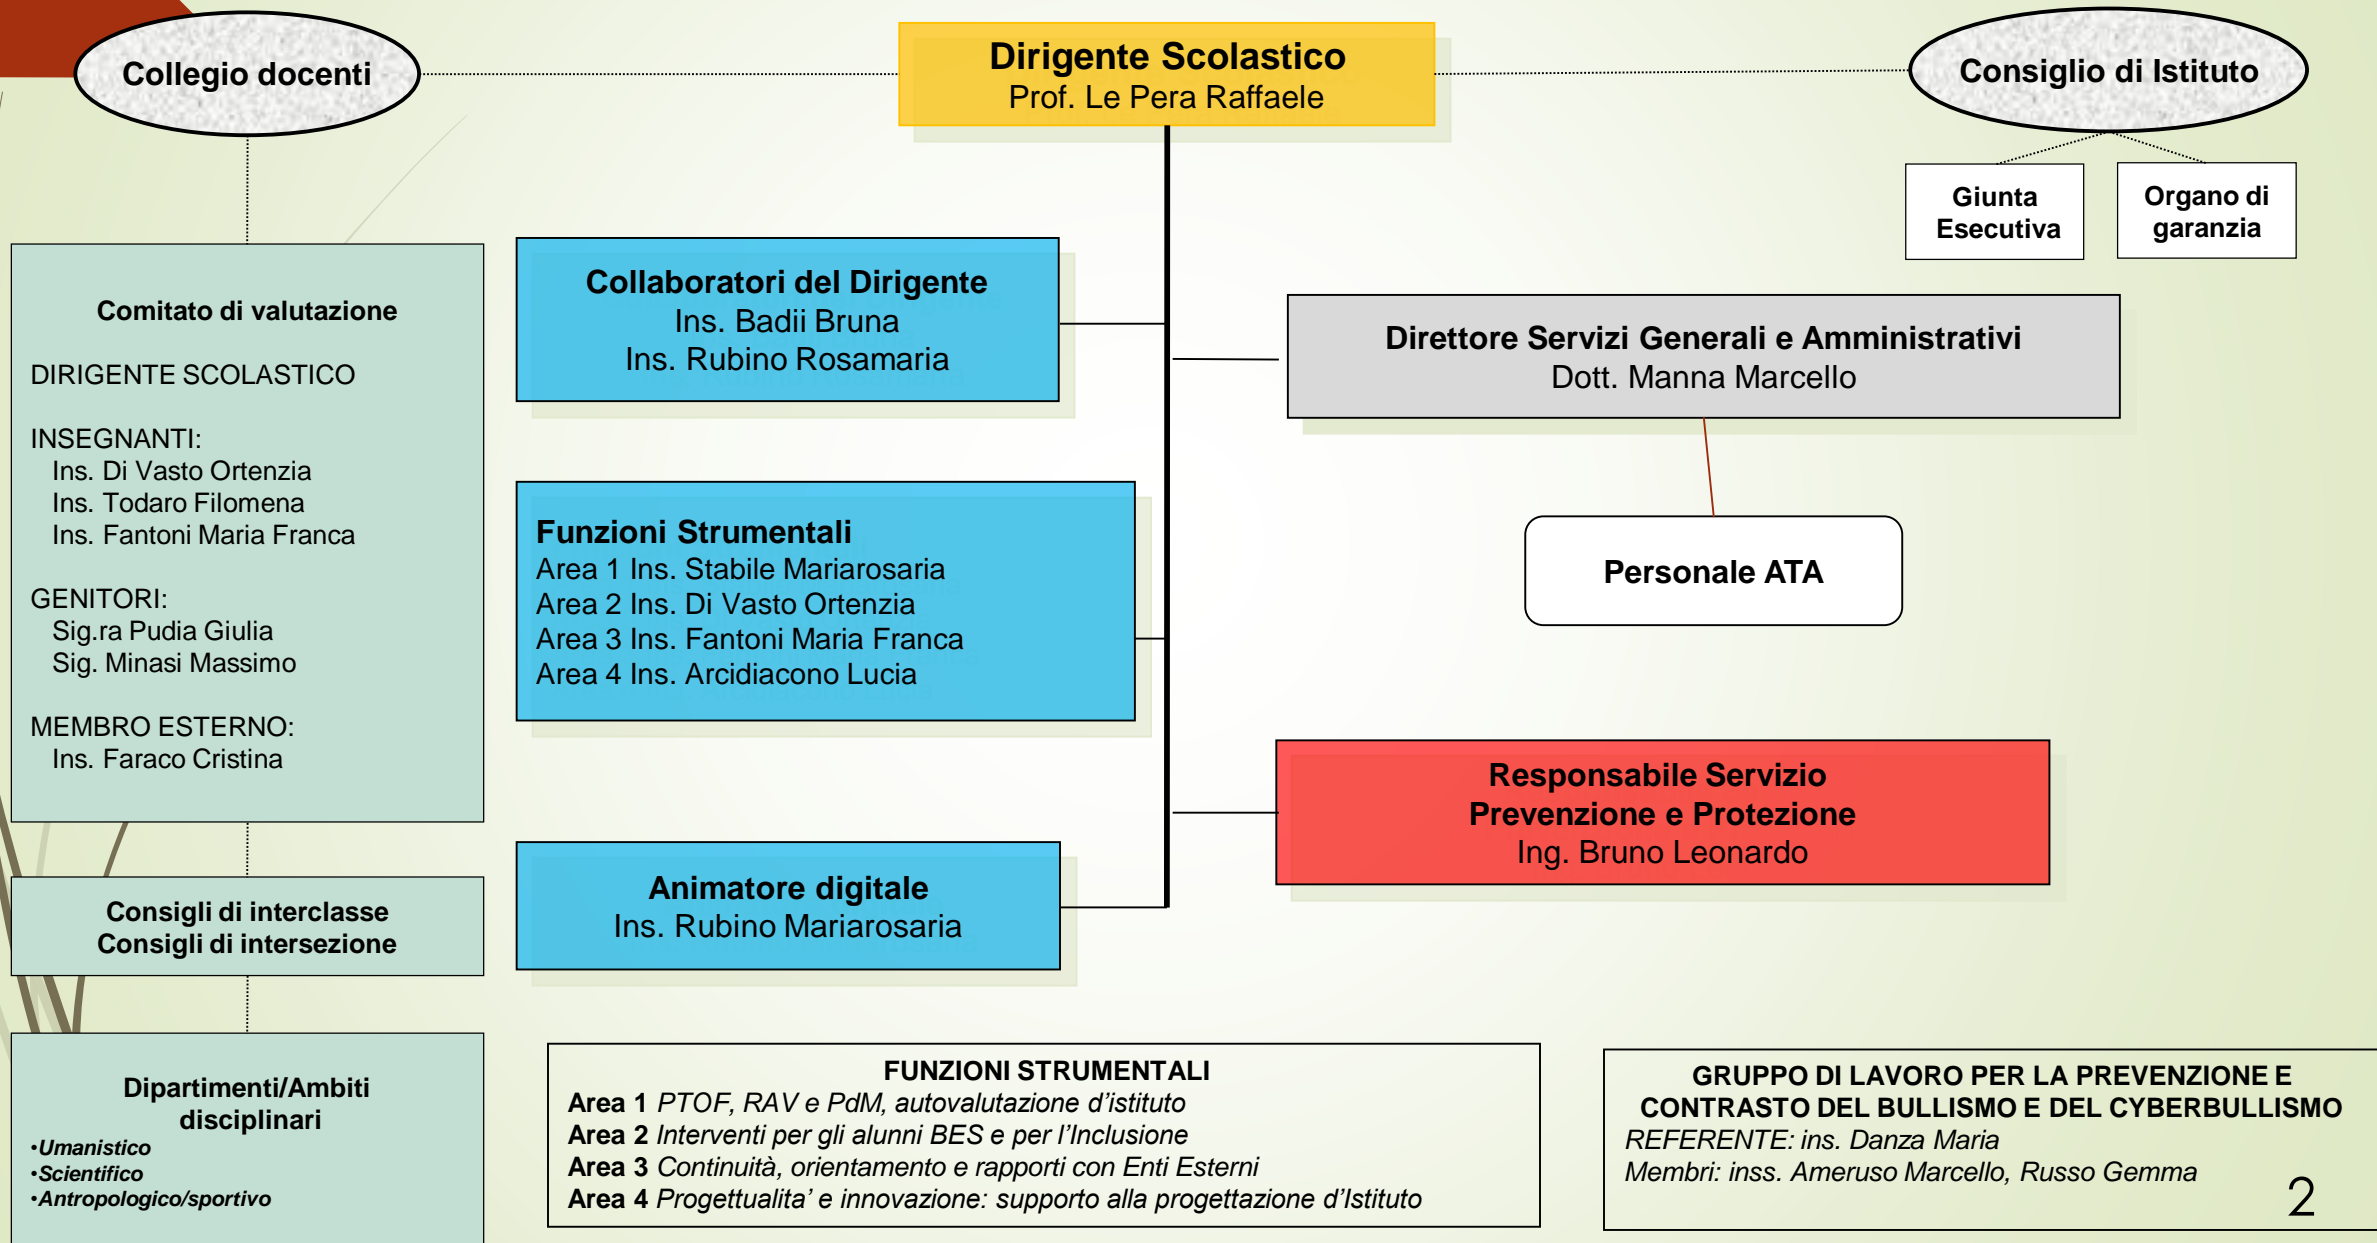 Collegio docenti
Dirigente Scolastico
Prof. Le Pera Raffaele
Consiglio di Istituto
Giunta
Esecutiva
Organo di
garanzia
Comitato di valutazione
DIRIGENTE SCOLASTICO
INSEGNANTI:
Ins. Di Vasto Ortenzia
Ins. Todaro Filomena
Ins. Fantoni Maria Franca
GENITORI:
Sig.ra Pudia Giulia
Sig. Minasi Massimo
MEMBRO ESTERNO:
Ins. Faraco Cristina
Collaboratori del Dirigente
Ins. Badii Bruna
Ins. Rubino Rosamaria
Direttore Servizi Generali e Amministrativi
Dott. Manna Marcello
Funzioni Strumentali
Area 1 Ins. Stabile Mariarosaria
Area 2 Ins. Di Vasto Ortenzia
Area 3 Ins. Fantoni Maria Franca
Area 4 Ins. Arcidiacono Lucia
Personale ATA
Responsabile Servizio
Prevenzione e Protezione
Ing. Bruno Leonardo
Animatore digitale
Ins. Rubino Mariarosaria
Consigli di interclasse
Consigli di intersezione
Dipartimenti/Ambiti
disciplinari
•Umanistico
•Scientifico
•Antropologico/sportivo
FUNZIONI STRUMENTALI
Area 1 PTOF, RAV e PdM, autovalutazione d’istituto
Area 2 Interventi per gli alunni BES e per l’Inclusione
Area 3 Continuità, orientamento e rapporti con Enti Esterni
Area 4 Progettualita’ e innovazione: supporto alla progettazione d’Istituto
GRUPPO DI LAVORO PER LA PREVENZIONE E
CONTRASTO DEL BULLISMO E DEL CYBERBULLISMO
REFERENTE: ins. Danza Maria
Membri: inss. Ameruso Marcello, Russo Gemma
2